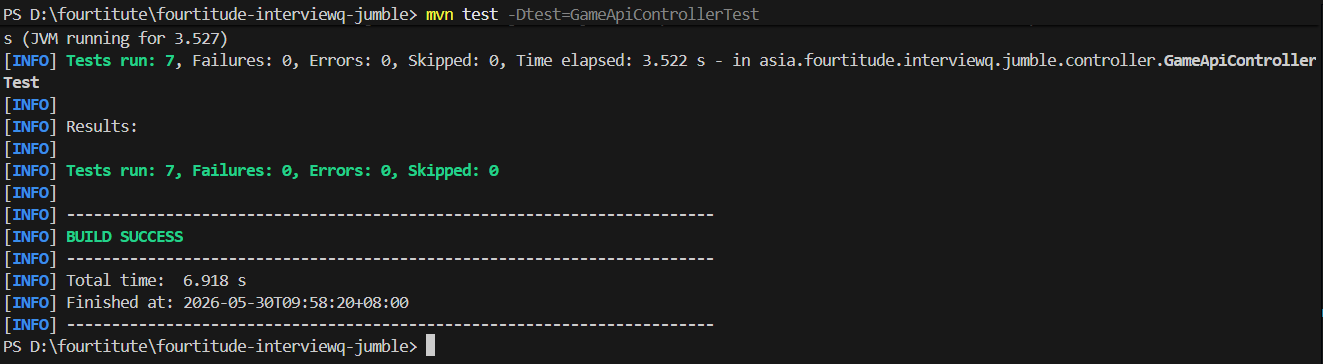 PS D:\fourtitute\fourtitude-interviewq-jumble> mvn test -Dtest=GameApiControllerTest
s (JVM running for 3.527)
[INFO] Tests run: 7, Failures: 0, Errors: 0, Skipped: 0, Time elapsed: 3.522 s - in asia.fourtitude.interviewq.jumble.controller.GameApiController
Test
[INFO]
[INFO] Results:
[INFO]
[INFO] Tests run: 7, Failures: 0, Errors: 0, Skipped: 0
[INFO]
[INFO] ------------------------------------------------------------------------
[INFO] BUILD SUCCESS
[INFO] ------------------------------------------------------------------------
[INFO] Total time:  6.918 s
[INFO] Finished at: 2026-05-30T09:58:20+08:00
[INFO] ------------------------------------------------------------------------
PS D:\fourtitute\fourtitude-interviewq-jumble>